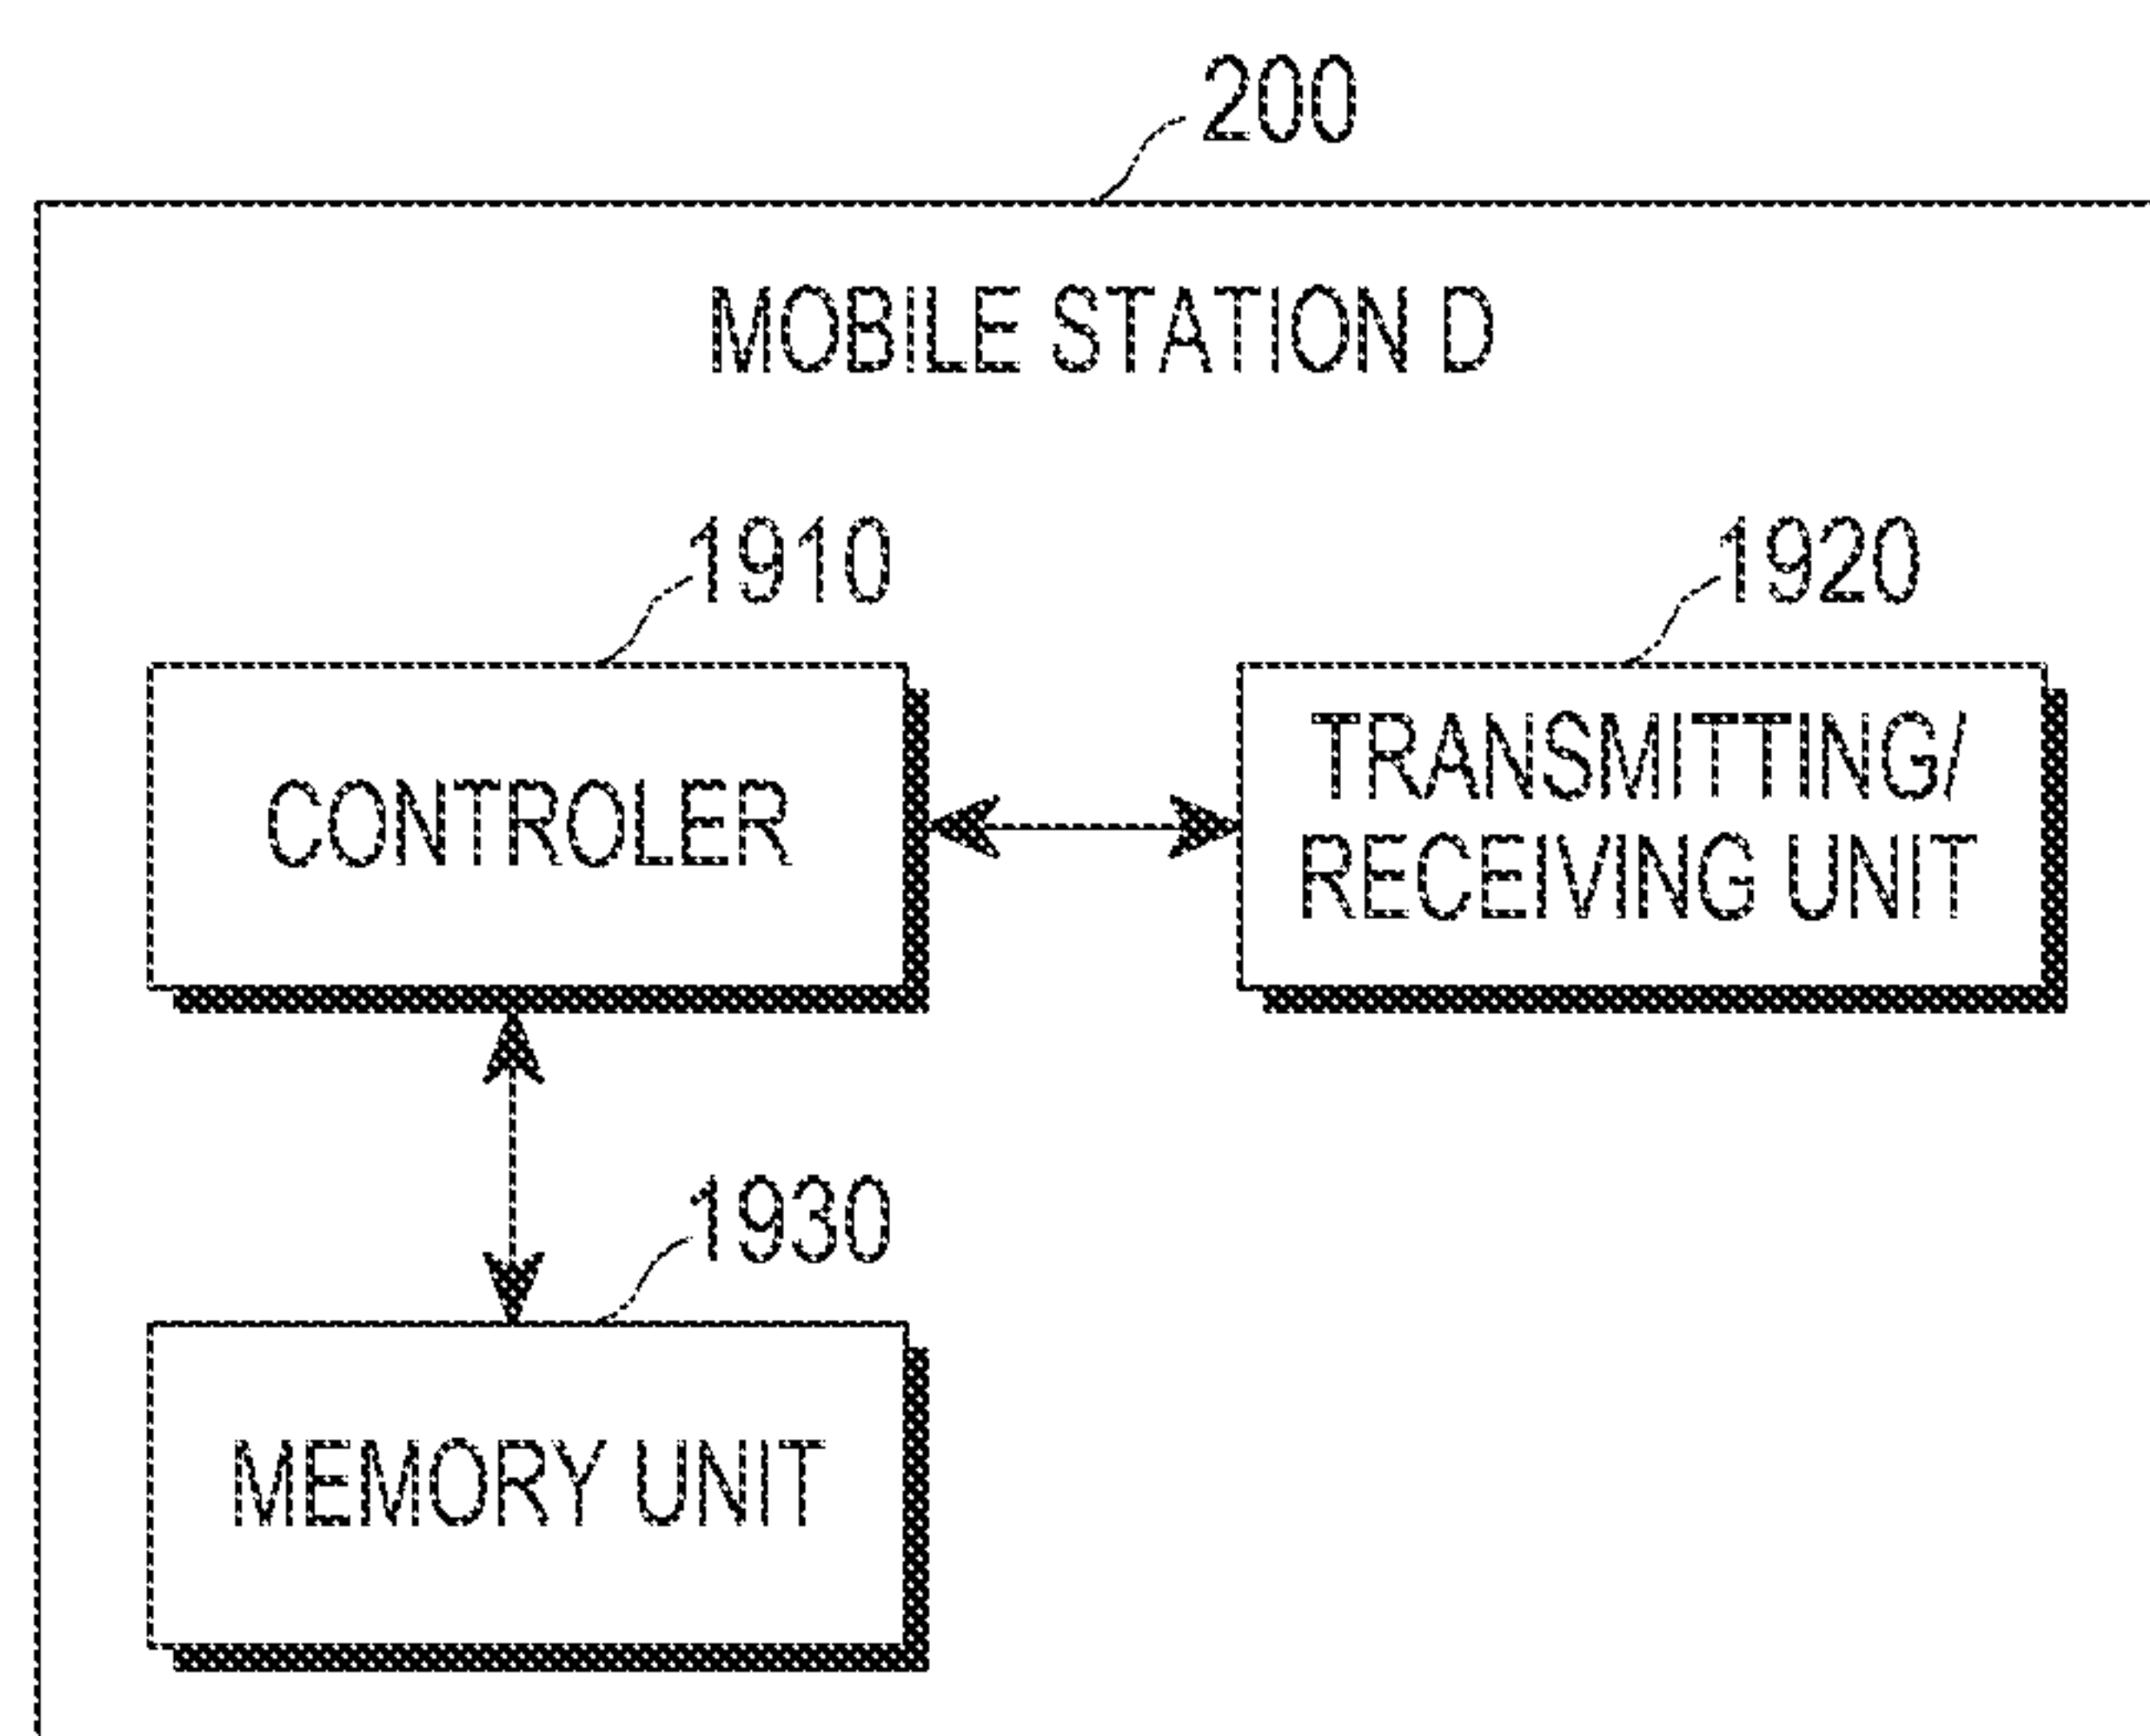 200
MOBILE STATION D
1910
1920
CONTROLER
TRANSMITTING/
RECEIVING UNIT
1930
MEMORY UNIT